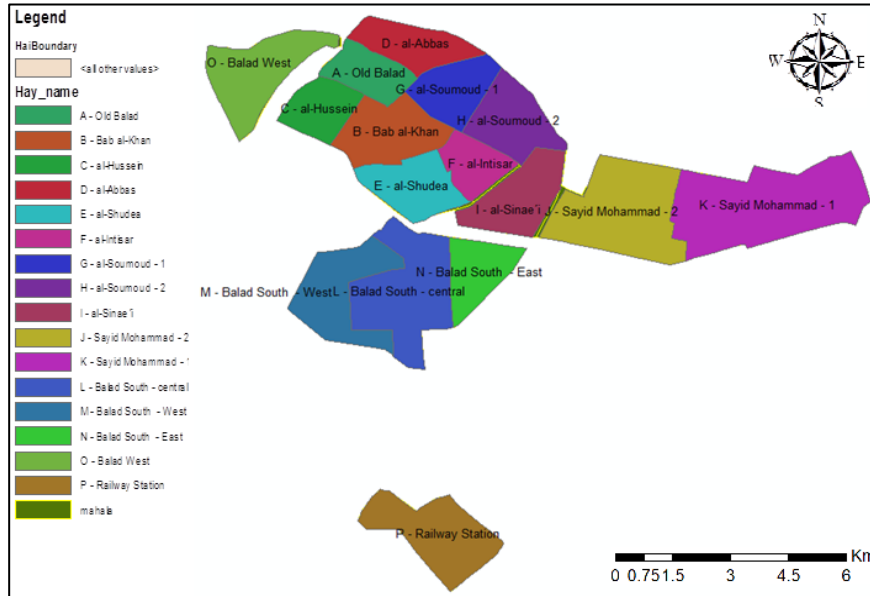 Legend
HaiBoundary
<all other values>
Hay_name
A - Old Balad
B - Bab al-Khan
C - al-Hussein
D - al-Abbas
E - al-Shudea
F - al-Intisar
G - al-Soumoud - 1
H - al-Soumoud - 2
I - al-Sinae'i
J - Sayid Mohammad - 2
K - Sayid Mohammad - 1
L - Balad South - central
M - Balad South - West
N - Balad South - East
O - Balad West
P - Railway Station
mahala
O - Balad West
D - al-Abbas
A - Old Balad
G - al-Soumoud - 1
C - al-Hussein
B - Bab al-Khan
H - al-Soumoud - 2
F - al-Intisar
E - al-Shudea
I - al-Sinae'i
J - Sayid Mohammad - 2
K - Sayid Mohammad - 1
N - Balad South - East
M - Balad South - West
L - Balad South - central
P - Railway Station
N
W E
S
Km
0 0.75 1.5 3 4.5 6